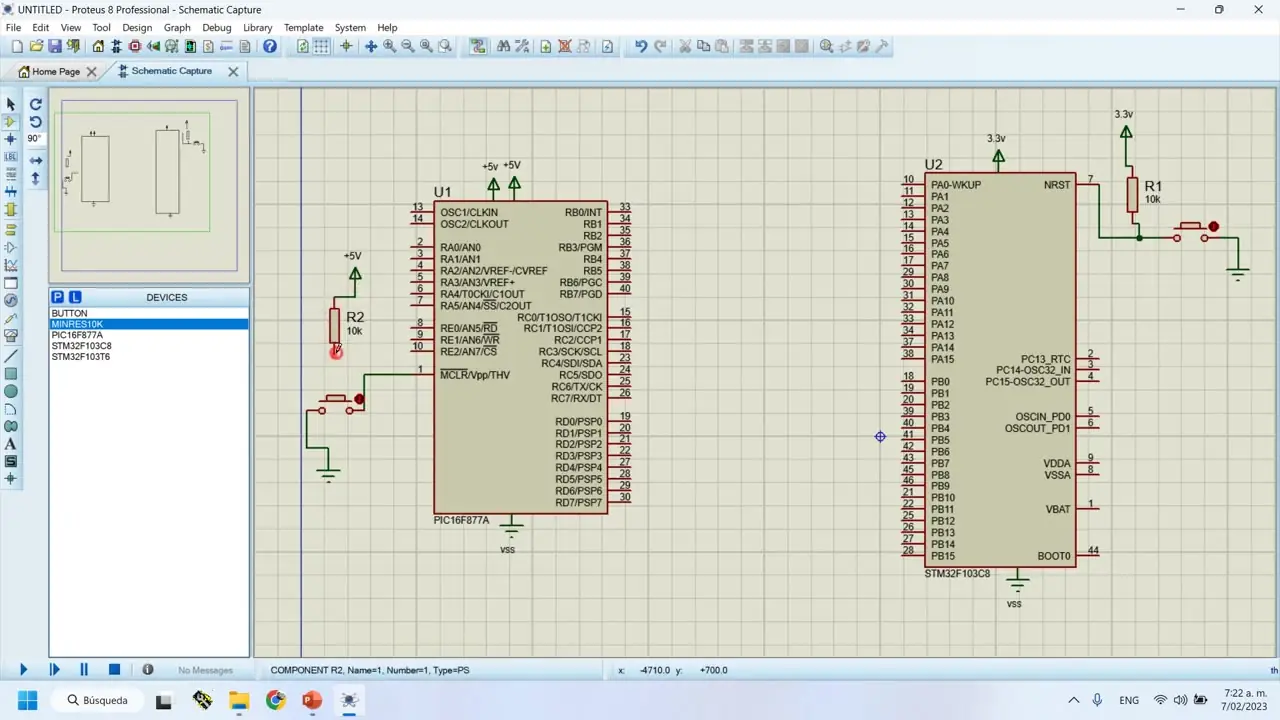 UNTITLED - Proteus 8 Professional - Schematic Capture
File Edit View Tool Design Graph Debug Library Template System Help
Home Page
Schematic Capture
90°
P L DEVICES
BUTTON
MINRES10K
PIC16F877A
STM32F103C8
STM32F103T6
+5V
R2
10k
+5v +5V
U1
13 OSC1/CLKIN
14 OSC2/CLKOUT
2 RA0/AN0
3 RA1/AN1
4 RA2/AN2/VREF-/CVREF
5 RA3/AN3/VREF+
6 RA4/T0CKI/C1OUT
7 RA5/AN4/SS/C2OUT
8 RE0/AN5/RD
9 RE1/AN6/WR
10 RE2/AN7/CS
1 MCLR/Vpp/THV
RB0/INT 33
RB1 34
RB2 35
RB3/PGM 36
RB4 37
RB5 38
RB6/PGC 39
RB7/PGD 40
RC0/T1OSO/T1CKI 15
RC1/T1OSI/CCP2 16
RC2/CCP1 17
RC3/SCK/SCL 18
RC4/SDI/SDA 23
RC5/SDO 24
RC6/TX/CK 25
RC7/RX/DT 26
RD0/PSP0 19
RD1/PSP1 20
RD2/PSP2 21
RD3/PSP3 22
RD4/PSP4 27
RD5/PSP5 28
RD6/PSP6 29
RD7/PSP7 30
PIC16F877A
vss
3.3v
U2
10 PA0-WKUP
11 PA1
12 PA2
13 PA3
14 PA4
15 PA5
16 PA6
17 PA7
29 PA8
30 PA9
31 PA10
32 PA11
33 PA12
34 PA13
37 PA14
38 PA15
18 PB0
19 PB1
20 PB2
39 PB3
40 PB4
41 PB5
42 PB6
43 PB7
45 PB8
46 PB9
21 PB10
22 PB11
25 PB12
26 PB13
27 PB14
28 PB15
NRST 7
PC13_RTC 2
PC14-OSC32_IN 3
PC15-OSC32_OUT 4
OSCIN_PD0 5
OSCOUT_PD1 6
VDDA 9
VSSA 8
VBAT 1
BOOT0 44
STM32F103C8
vss
3.3v
R1
10k
No Messages
COMPONENT R2, Name=1, Number=1, Type=PS
x: -4710.0 y: +700.0
th
Búsqueda
ENG
7:22 a. m.
7/02/2023